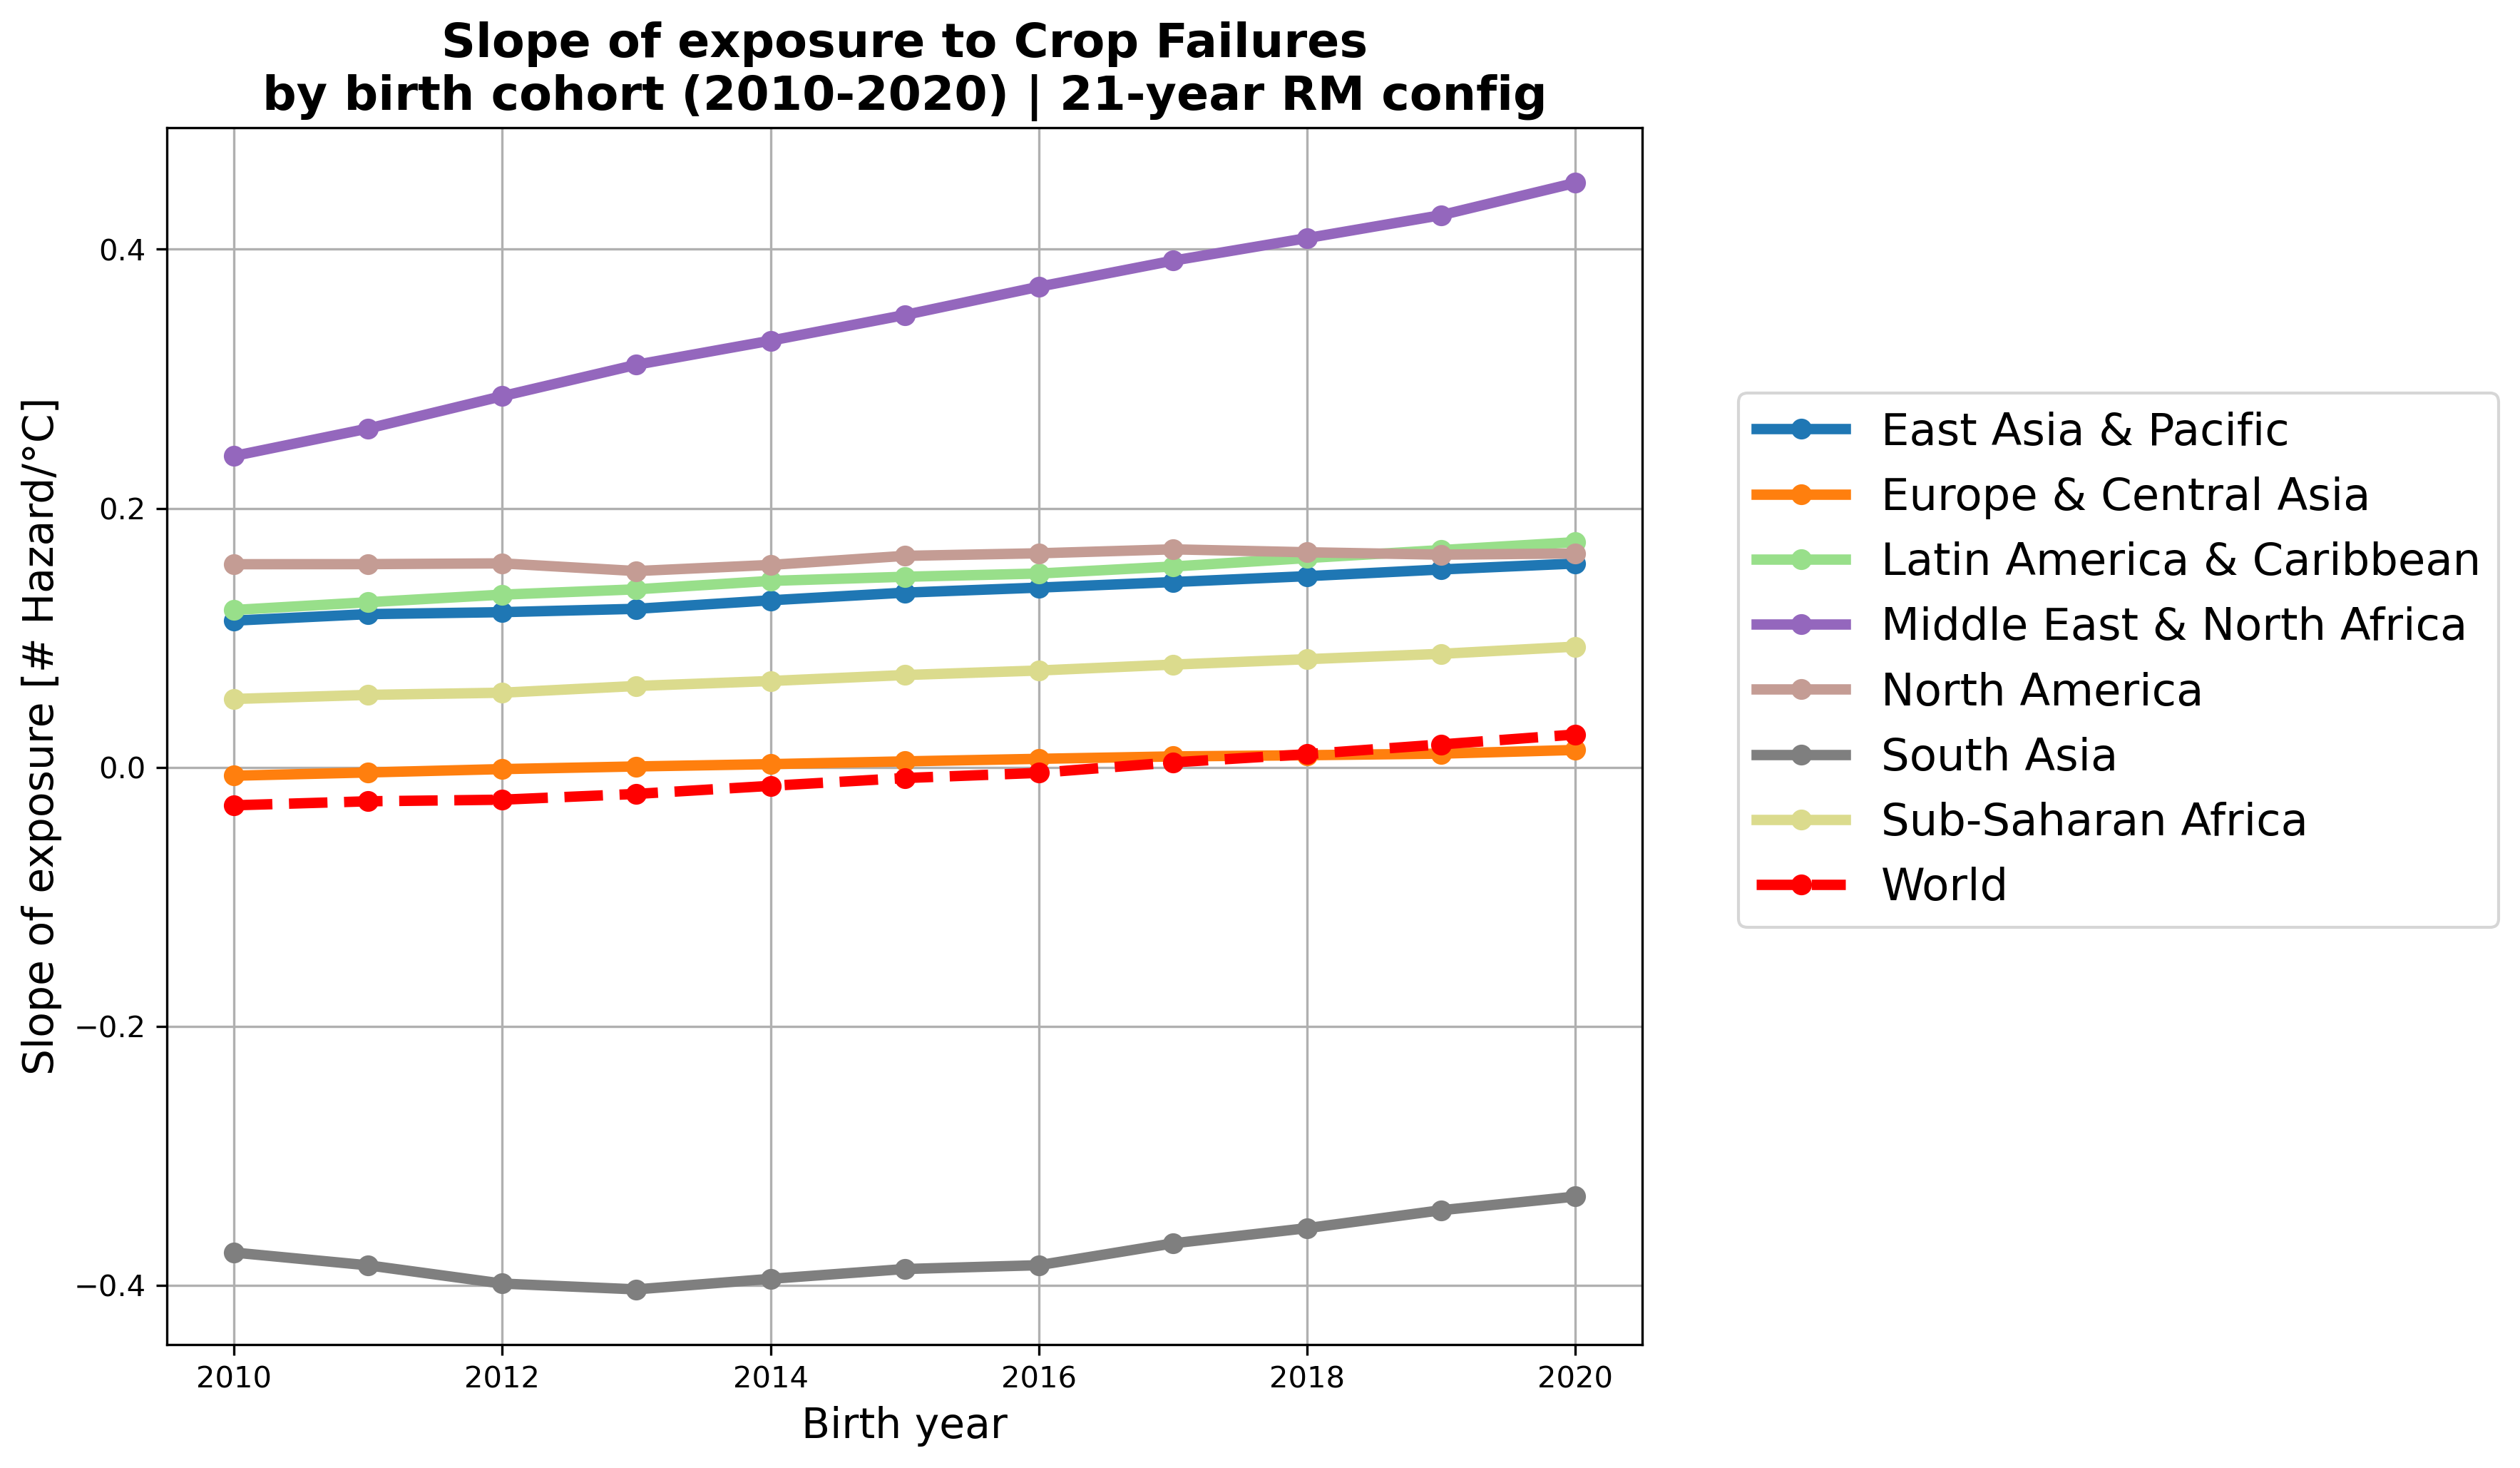 Slope of exposure to Crop Failures
by birth cohort (2010-2020) | 21-year RM config
Slope of exposure [# Hazard/°C]
0.4
0.2
0.0
−0.2
−0.4
2010
2012
2014
2016
2018
2020
Birth year
East Asia & Pacific
Europe & Central Asia
Latin America & Caribbean
Middle East & North Africa
North America
South Asia
Sub-Saharan Africa
World